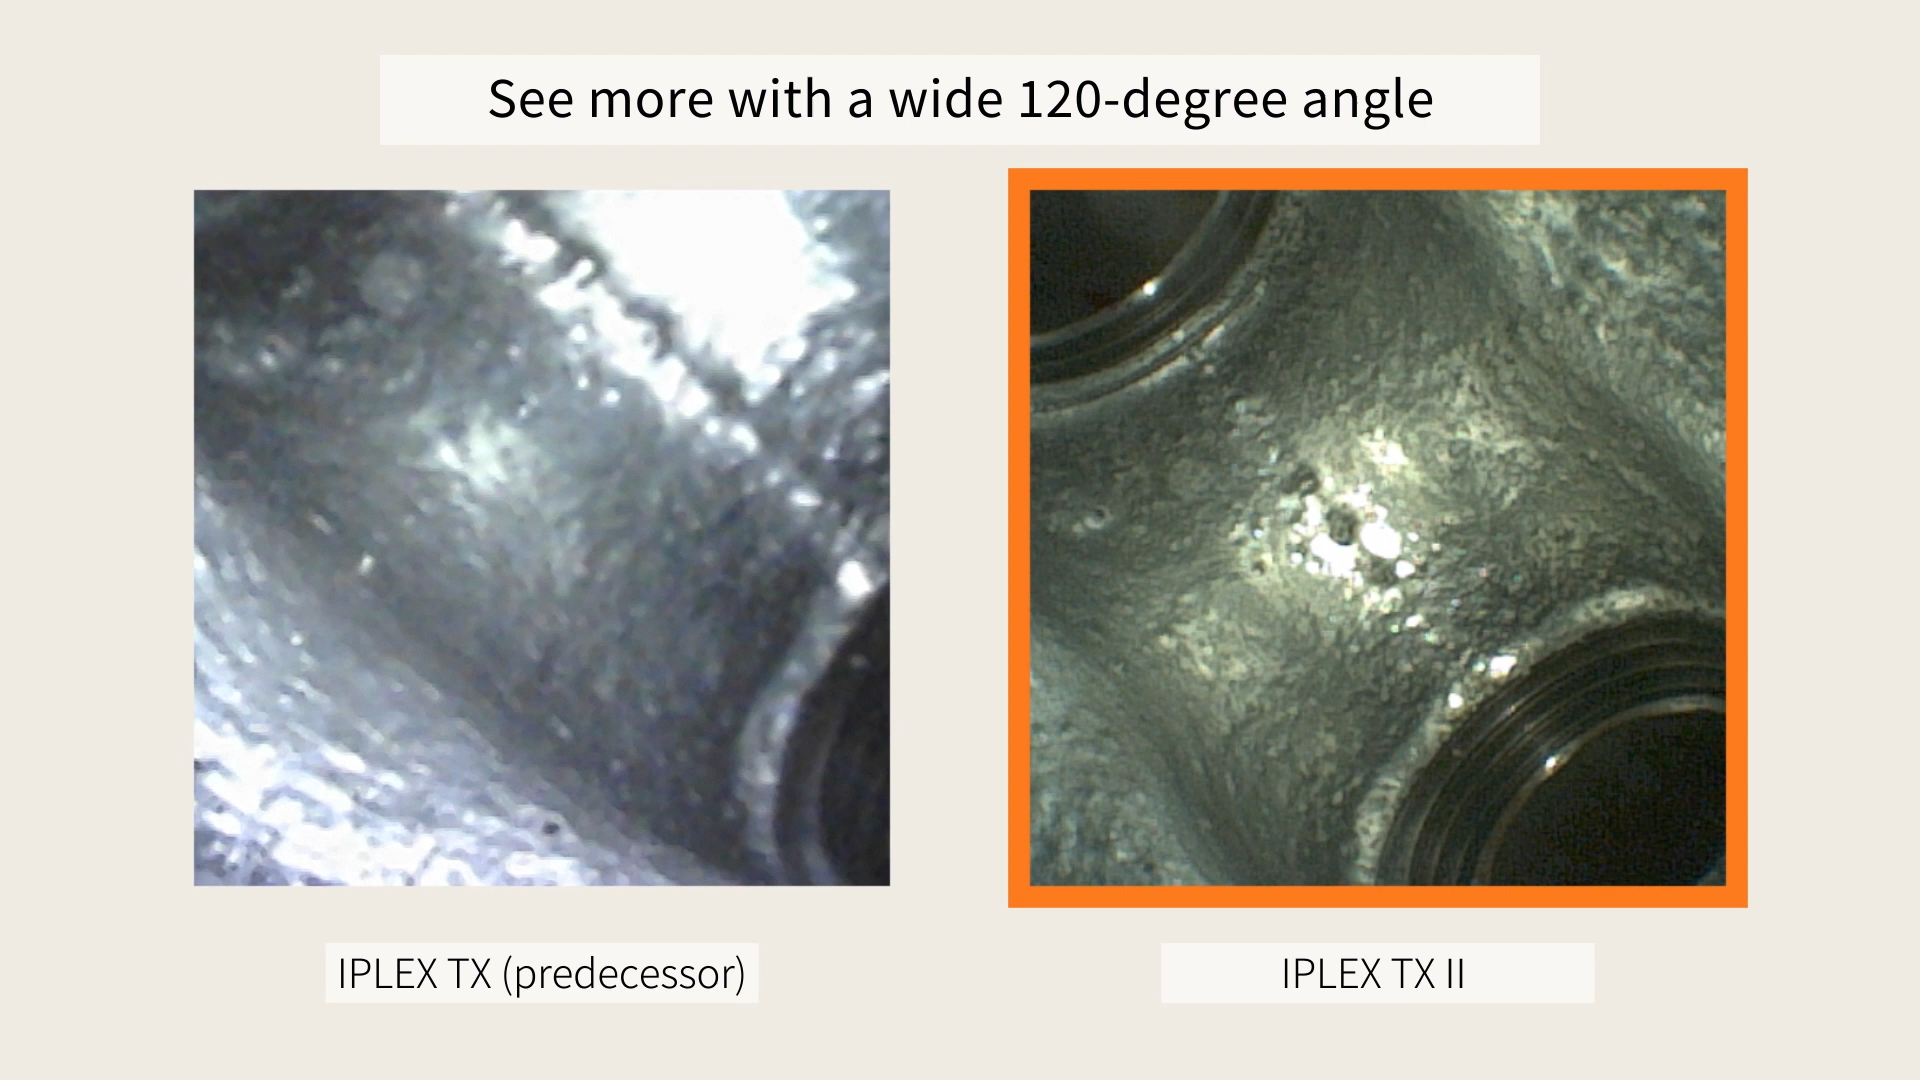 See more with a wide 120-degree angle
IPLEX TX (predecessor)
IPLEX TX II